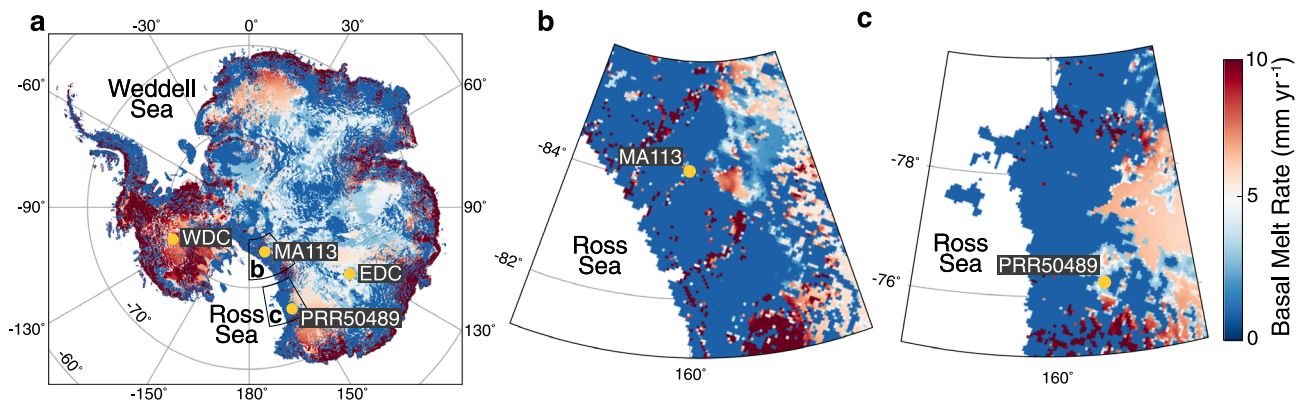 a
-30°
0°
30°
-60°
60°
Weddell
Sea
-90°
90°
WDC
MA113
b
EDC
-70°
Ross
Sea
c
PRR50489
-130°
130°
-60°
-150°
180°
150°
b
-84°
MA113
Ross
Sea
-82°
160°
c
-78°
Ross
Sea
PRR50489
-76°
160°
10
5
0
Basal Melt Rate (mm yr-1)